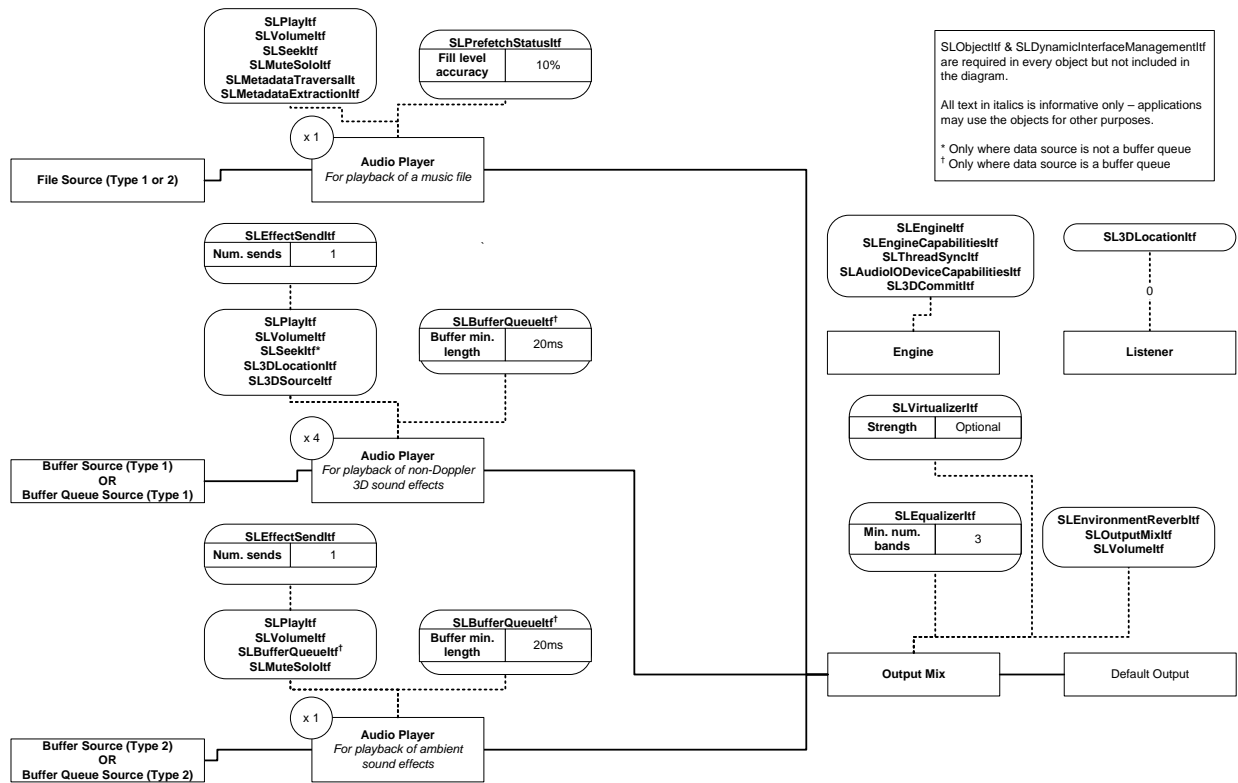 SLPlayItf
SLVolumeItf
SLSeekItf
SLMuteSoloItf
SLMetadataTraversalIt
SLMetadataExtractionItf
SLPrefetchStatusItf
Fill level
accuracy
10%
x 1
Audio Player
For playback of a music file
File Source (Type 1 or 2)
SLObjectItf & SLDynamicInterfaceManagementItf
are required in every object but not included in
the diagram.
All text in italics is informative only – applications
may use the objects for other purposes.
* Only where data source is not a buffer queue
† Only where data source is a buffer queue
SLEffectSendItf
Num. sends
1
SLPlayItf
SLVolumeItf
SLSeekItf*
SL3DLocationItf
SL3DSourceItf
SLBufferQueueItf†
Buffer min.
length
20ms
x 4
Audio Player
For playback of non-Doppler
3D sound effects
Buffer Source (Type 1)
OR
Buffer Queue Source (Type 1)
SLEngineItf
SLEngineCapabilitiesItf
SLThreadSyncItf
SLAudioIODeviceCapabilitiesItf
SL3DCommitItf
Engine
SL3DLocationItf
0
Listener
SLVirtualizerItf
Strength
Optional
SLEqualizerItf
Min. num.
bands
3
SLEnvironmentReverbItf
SLOutputMixItf
SLVolumeItf
SLEffectSendItf
Num. sends
1
SLPlayItf
SLVolumeItf
SLBufferQueueItf†
SLMuteSoloItf
SLBufferQueueItf†
Buffer min.
length
20ms
x 1
Audio Player
For playback of ambient
sound effects
Buffer Source (Type 2)
OR
Buffer Queue Source (Type 2)
Output Mix
Default Output